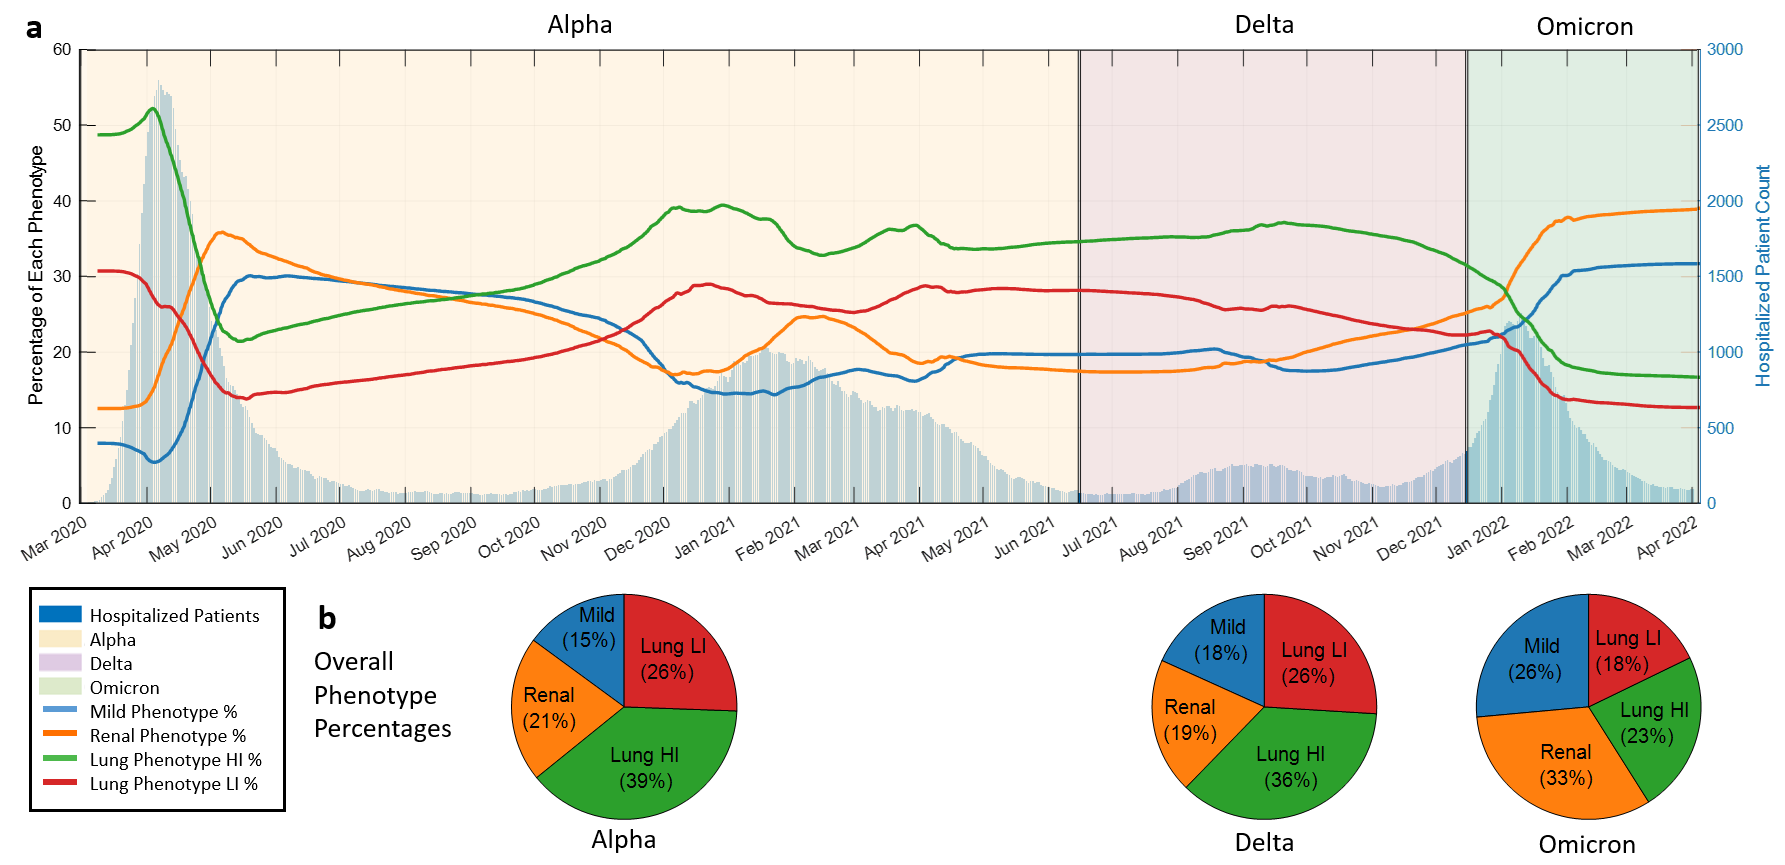 a
Alpha
Delta
Omicron
60
50
40
30
20
10
0
Percentage of Each Phenotype
3000
2500
2000
1500
1000
500
0
Hospitalized Patient Count
Mar 2020
Apr 2020
May 2020
Jun 2020
Jul 2020
Aug 2020
Sep 2020
Oct 2020
Nov 2020
Dec 2020
Jan 2021
Feb 2021
Mar 2021
Apr 2021
May 2021
Jun 2021
Jul 2021
Aug 2021
Sep 2021
Oct 2021
Nov 2021
Dec 2021
Jan 2022
Feb 2022
Mar 2022
Apr 2022
Hospitalized Patients
Alpha
Delta
Omicron
Mild Phenotype %
Renal Phenotype %
Lung Phenotype HI %
Lung Phenotype LI %
b
Overall
Phenotype
Percentages
Mild
(15%)
Lung LI
(26%)
Renal
(21%)
Lung HI
(39%)
Alpha
Mild
(18%)
Lung LI
(26%)
Renal
(19%)
Lung HI
(36%)
Delta
Mild
(26%)
Lung LI
(18%)
Lung HI
(23%)
Renal
(33%)
Omicron